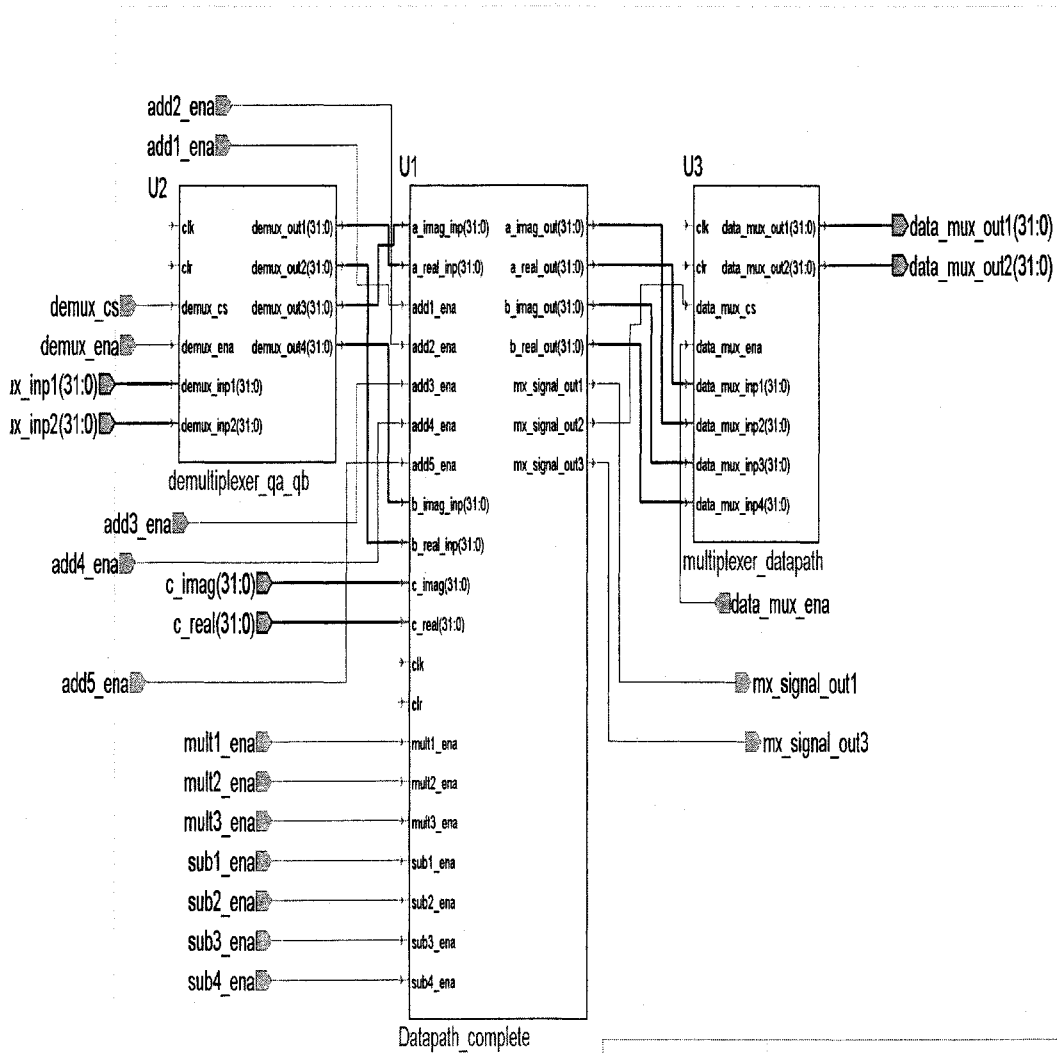 add2_ena
add1_ena
U2
clk
clr
demux_cs
demux_ena
demux_inp1(31:0)
demux_inp2(31:0)
demux_out1(31:0)
demux_out2(31:0)
demux_out3(31:0)
demux_out4(31:0)
demultiplexer_qa_qb
demux_cs
demux_ena
ux_inp1(31:0)
ux_inp2(31:0)
add3_ena
add4_ena
c_imag(31:0)
c_real(31:0)
add5_ena
mult1_ena
mult2_ena
mult3_ena
sub1_ena
sub2_ena
sub3_ena
sub4_ena
U1
a_imag_inp(31:0)
a_real_inp(31:0)
add1_ena
add2_ena
add3_ena
add4_ena
add5_ena
b_imag_inp(31:0)
b_real_inp(31:0)
c_imag(31:0)
c_real(31:0)
clk
clr
mult1_ena
mult2_ena
mult3_ena
sub1_ena
sub2_ena
sub3_ena
sub4_ena
a_imag_out(31:0)
a_real_out(31:0)
b_imag_out(31:0)
b_real_out(31:0)
mx_signal_out1
mx_signal_out2
mx_signal_out3
Datapath_complete
U3
clk
clr
data_mux_cs
data_mux_ena
data_mux_inp1(31:0)
data_mux_inp2(31:0)
data_mux_inp3(31:0)
data_mux_inp4(31:0)
data_mux_out1(31:0)
data_mux_out2(31:0)
multiplexer_datapath
data_mux_out1(31:0)
data_mux_out2(31:0)
data_mux_ena
mx_signal_out1
mx_signal_out3